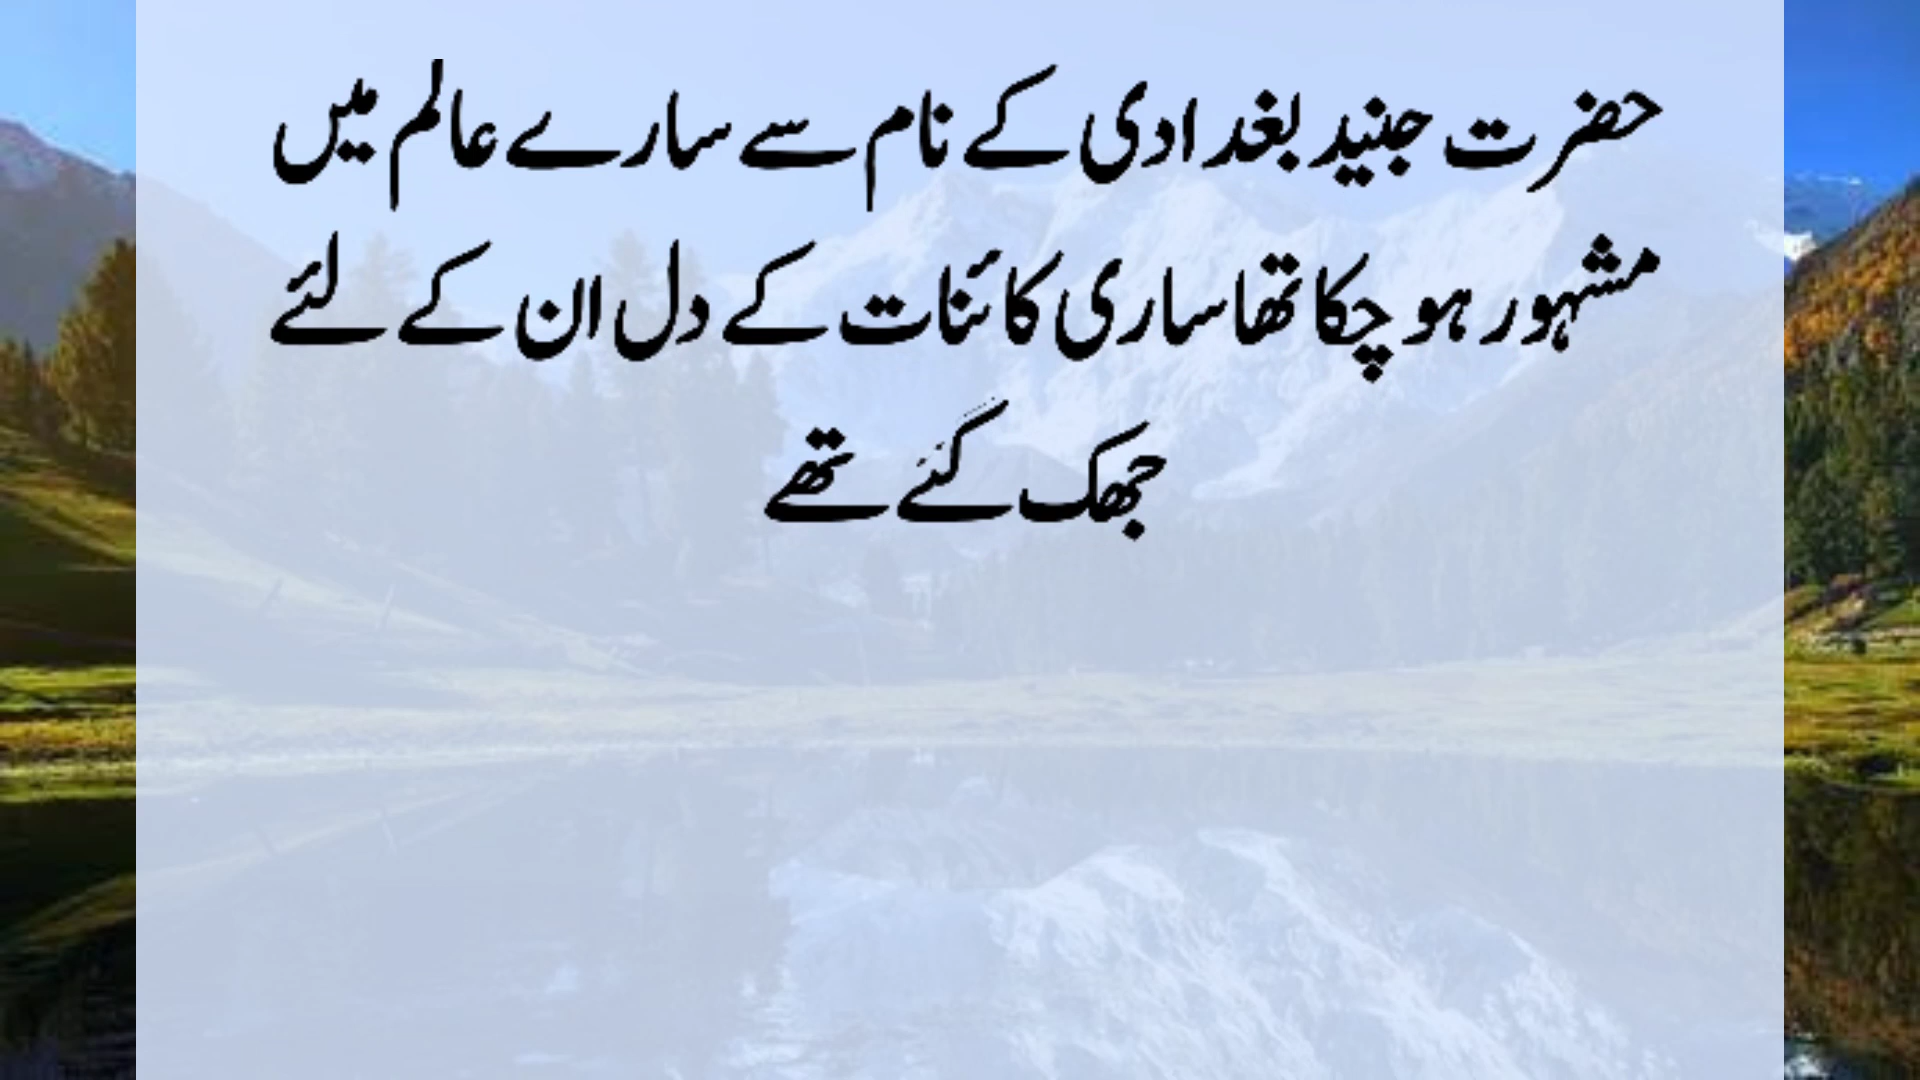 حضرت جنید بغدادی کے نام سے سارے عالم میں
مشہور ہو چکا تھا ساری کائنات کے دل ان کے لئے
جھک گئے تھے